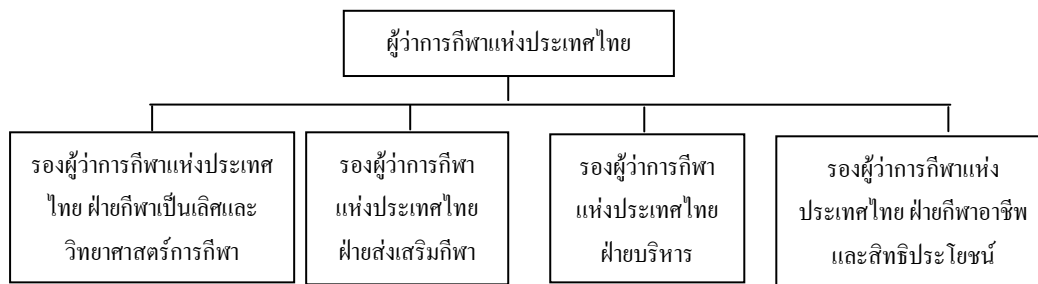 ผู้ว่าการกีฬาแห่งประเทศไทย
รองผู้ว่าการกีฬาแห่งประเทศ
ไทย ฝ่ายกีฬาเป็นเลิศและ
วิทยาศาสตร์การกีฬา
รองผู้ว่าการกีฬา
แห่งประเทศไทย
ฝ่ายส่งเสริมกีฬา
รองผู้ว่าการกีฬา
แห่งประเทศไทย
ฝ่ายบริหาร
รองผู้ว่าการกีฬาแห่ง
ประเทศไทย ฝ่ายกีฬาอาชีพ
และสิทธิประโยชน์